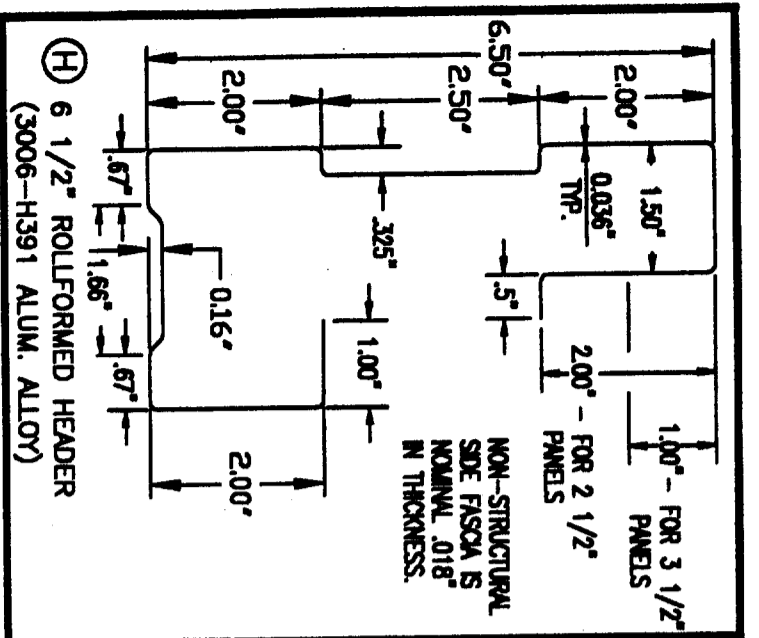 6.50"
2.00"
2.50"
2.00"
0.036"
TYP.
1.50"
.5"
.325"
2.00" - FOR 2 1/2"
PANELS
1.00" - FOR 3 1/2"
PANELS
NON-STRUCTURAL
SIDE FASCIA IS
NOMINAL .018"
IN THICKNESS.
1.00"
0.16"
2.00"
.67"
1.66"
.67"
H 6 1/2" ROLLFORMED HEADER
(3006-H391 ALUM. ALLOY)